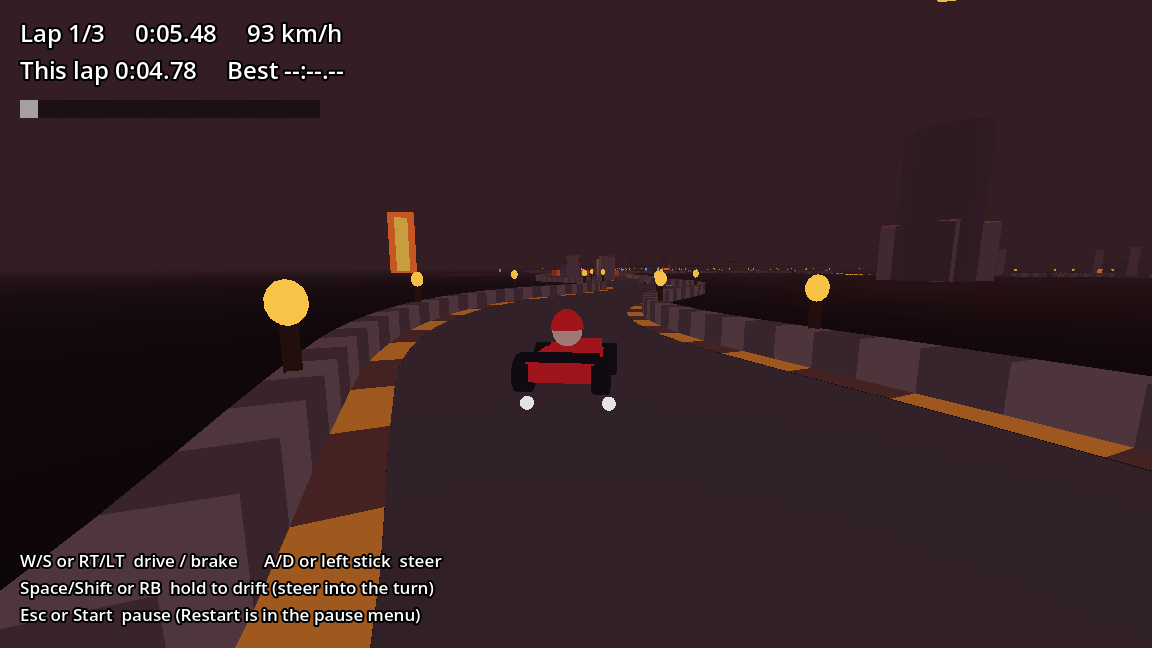 Lap 1/3 0:05.48 93 km/h
This lap 0:04.78 Best --:--.--
W/S or RT/LT drive / brake A/D or left stick steer
Space/Shift or RB hold to drift (steer into the turn)
Esc or Start pause (Restart is in the pause menu)